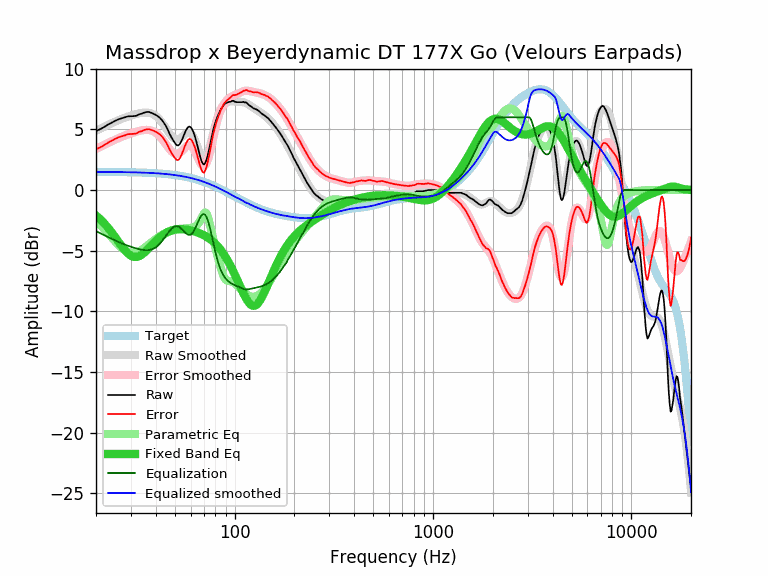 Massdrop x Beyerdynamic DT 177X Go (Velours Earpads)
10
5
0
−5
−10
−15
−20
−25
Amplitude (dBr)
Target
Raw Smoothed
Error Smoothed
Raw
Error
Parametric Eq
Fixed Band Eq
Equalization
Equalized smoothed
100
1000
10000
Frequency (Hz)